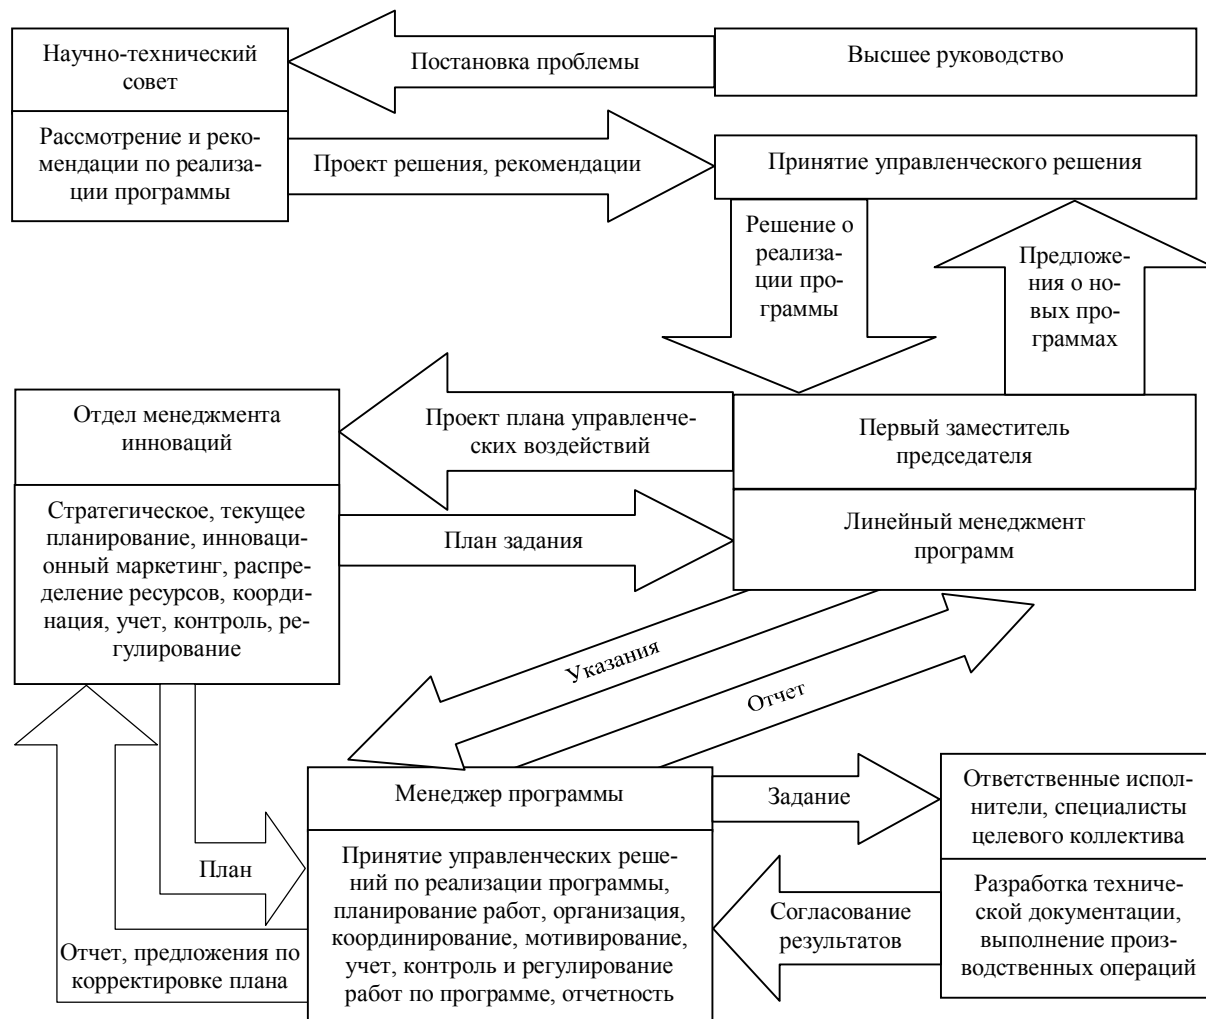 Научно-технический
совет
Постановка проблемы
Высшее руководство
Рассмотрение и реко-
мендации по реализа-
ции программы
Проект решения, рекомендации
Принятие управленческого решения
Решение о
реализа-
ции про-
граммы
Предложе-
ния о но-
вых про-
граммах
Отдел менеджмента
инноваций
Проект плана управленче-
ских воздействий
Первый заместитель
председателя
Стратегическое, текущее
планирование, инноваци-
онный маркетинг, распре-
деление ресурсов, коорди-
нация, учет, контроль, ре-
гулирование
План задания
Линейный менеджмент
программ
Указания
Отчет
Менеджер программы
Задание
Ответственные испол-
нители, специалисты
целевого коллектива
План
Принятие управленческих реше-
ний по реализации программы,
планирование работ, организация,
координирование, мотивирование,
учет, контроль и регулирование
работ по программе, отчетность
Согласование
результатов
Разработка техниче-
ской документации,
выполнение произ-
водственных операций
Отчет, предложения по
корректировке плана